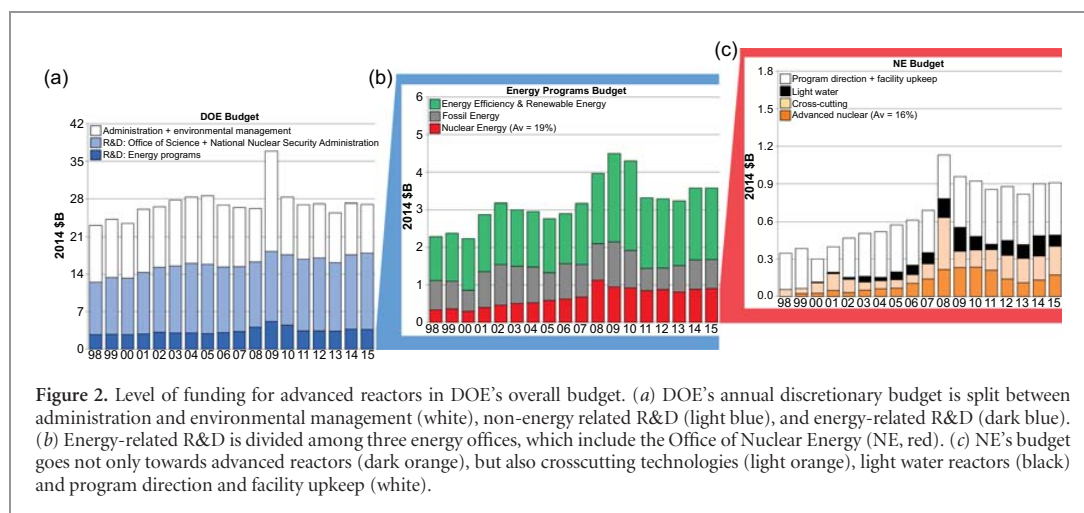 (a)
DOE Budget
42
35
28
21
14
7
0
2014 $B
Administration + environmental management
R&D: Office of Science + National Nuclear Security Administration
R&D: Energy programs
98 99 00 01 02 03 04 05 06 07 08 09 10 11 12 13 14 15
(b)
Energy Programs Budget
6
5
4
3
2
1
0
2014 $B
Energy Efficiency & Renewable Energy
Fossil Energy
Nuclear Energy (Av = 19%)
98 99 00 01 02 03 04 05 06 07 08 09 10 11 12 13 14 15
(c)
NE Budget
1.8
1.5
1.2
0.9
0.6
0.3
0.0
2014 $B
Program direction + facility upkeep
Light water
Cross-cutting
Advanced nuclear (Av = 16%)
98 99 00 01 02 03 04 05 06 07 08 09 10 11 12 13 14 15
Figure 2. Level of funding for advanced reactors in DOE's overall budget. (a) DOE's annual discretionary budget is split between
administration and environmental management (white), non-energy related R&D (light blue), and energy-related R&D (dark blue).
(b) Energy-related R&D is divided among three energy offices, which include the Office of Nuclear Energy (NE, red). (c) NE's budget
goes not only towards advanced reactors (dark orange), but also crosscutting technologies (light orange), light water reactors (black)
and program direction and facility upkeep (white).